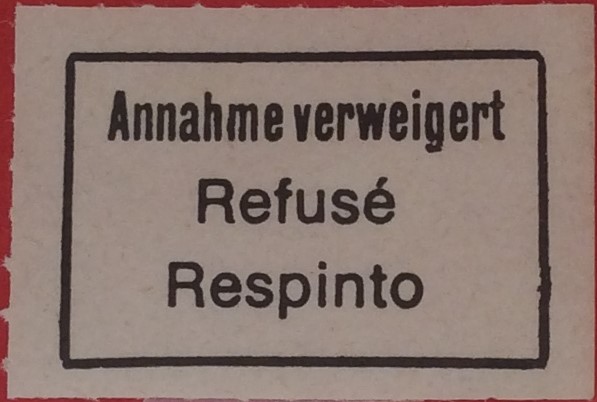 Annahme verweigert
Refusé
Respinto